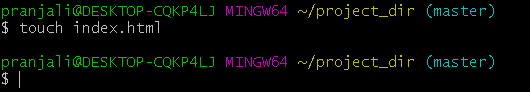 pranjali@DESKTOP-CQKP4LJ MINGW64 ~/project_dir (master)
$ touch index.html
pranjali@DESKTOP-CQKP4LJ MINGW64 ~/project_dir (master)
$